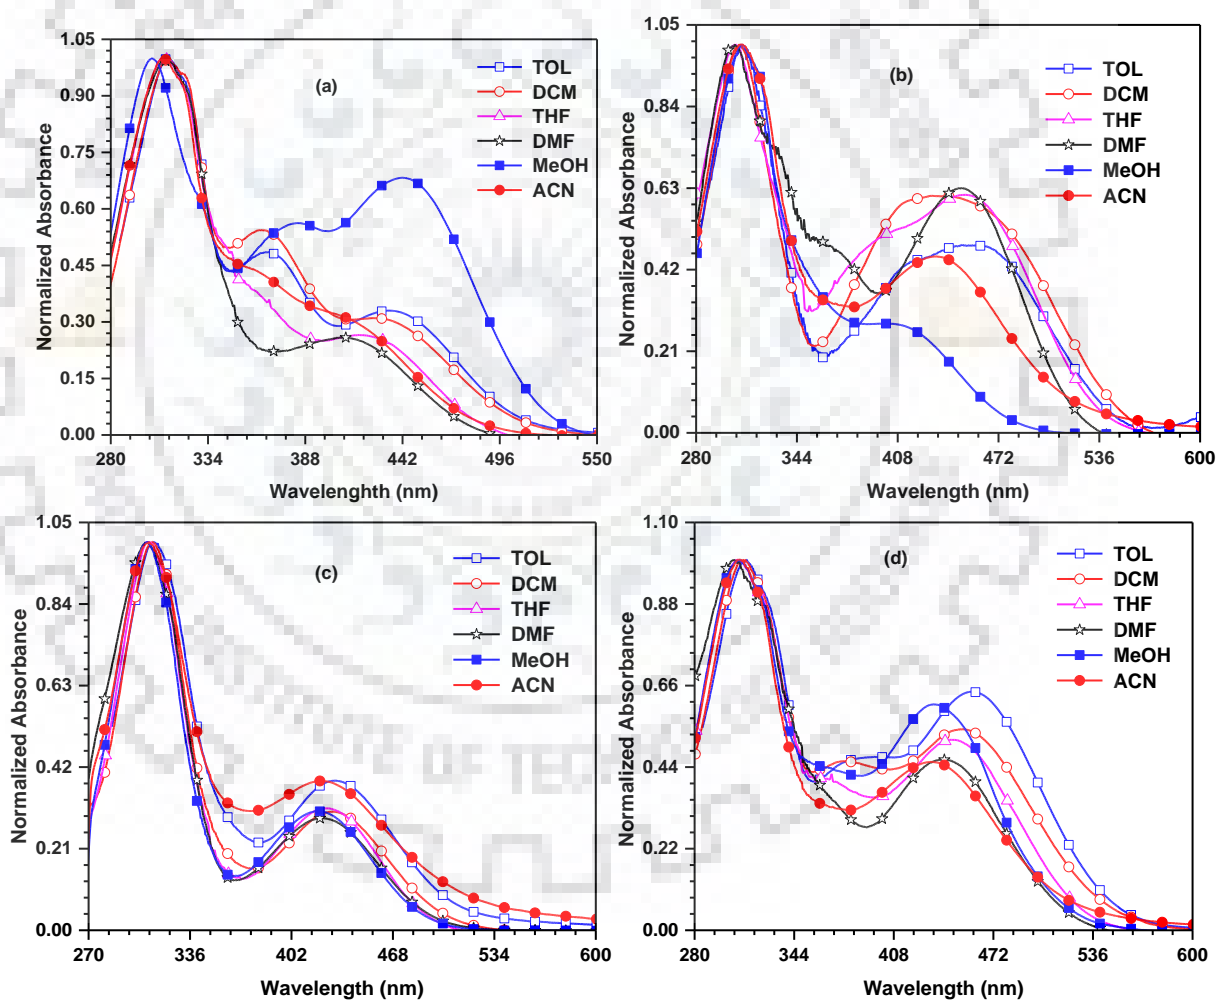 (a)
1.05
0.90
0.75
0.60
0.45
0.30
0.15
0.00
Normalized Absorbance
280 334 388 442 496 550
Wavelenghth (nm)
TOL
DCM
THF
DMF
MeOH
ACN
(b)
1.05
0.84
0.63
0.42
0.21
0.00
Normalized Absorbance
280 344 408 472 536 600
Wavelength (nm)
TOL
DCM
THF
DMF
MeOH
ACN
(c)
1.05
0.84
0.63
0.42
0.21
0.00
Normalized Absorbance
270 336 402 468 534 600
Wavelength (nm)
TOL
DCM
THF
DMF
MeOH
ACN
(d)
1.10
0.88
0.66
0.44
0.22
0.00
Normalized Absorbance
280 344 408 472 536 600
Wavelength (nm)
TOL
DCM
THF
DMF
MeOH
ACN